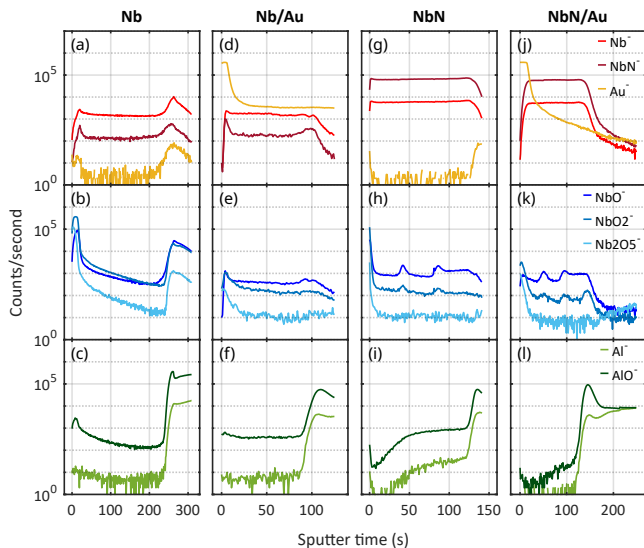 Nb Nb/Au NbN NbN/Au
(a) (d) (g) (j) Nb⁻
NbN⁻
Au⁻
10⁵
10⁰
(b) (e) (h) (k) NbO⁻
NbO2⁻
Nb2O5⁻
10⁵
10⁰
Counts/second
(c) (f) (i) (l) Al⁻
AlO⁻
10⁵
10⁰
0 100 200 300 0 50 100 0 50 100 150 0 100 200
Sputter time (s)